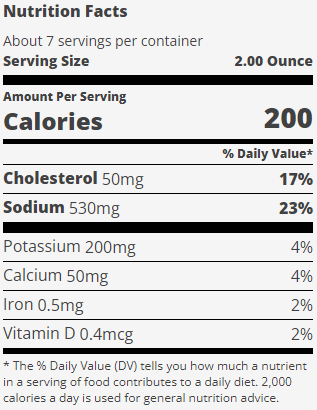 Nutrition Facts
About 7 servings per container
Serving Size 2.00 Ounce
Amount Per Serving
Calories 200
% Daily Value*
Cholesterol 50mg 17%
Sodium 530mg 23%
Potassium 200mg 4%
Calcium 50mg 4%
Iron 0.5mg 2%
Vitamin D 0.4mcg 2%
* The % Daily Value (DV) tells you how much a nutrient
in a serving of food contributes to a daily diet. 2,000
calories a day is used for general nutrition advice.